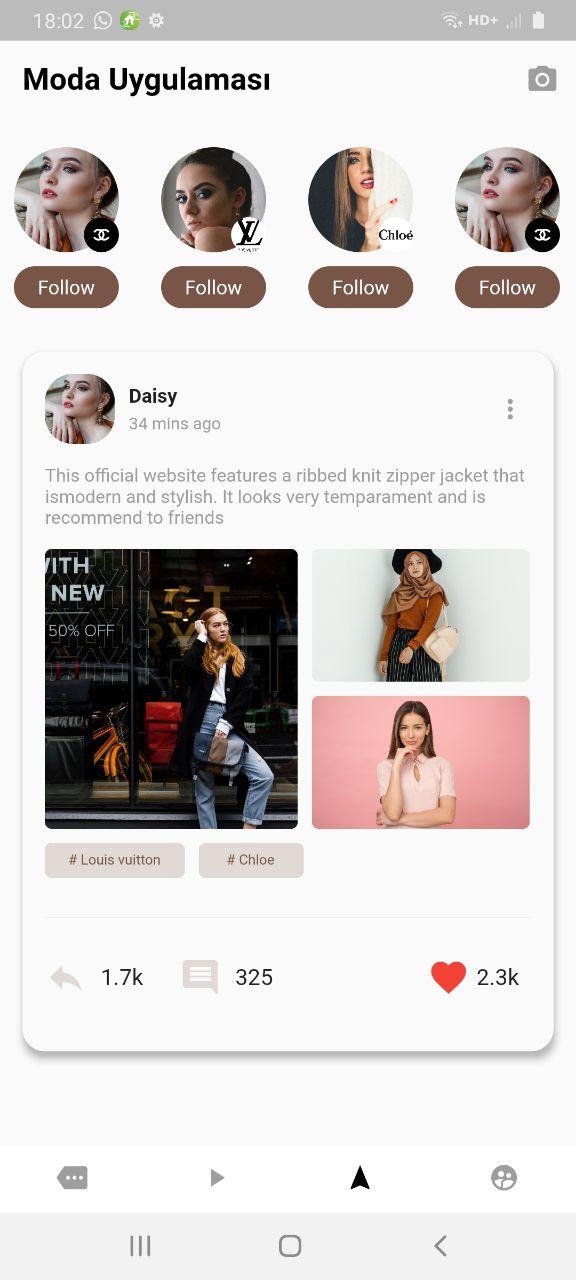 18:02
HD+
Moda Uygulaması
Chloé
Follow
Follow
Follow
Follow
Daisy
34 mins ago
This official website features a ribbed knit zipper jacket that
ismodern and stylish. It looks very temparament and is
recommend to friends
WITH
NEW
50% OFF
# Louis vuitton
# Chloe
1.7k
325
2.3k